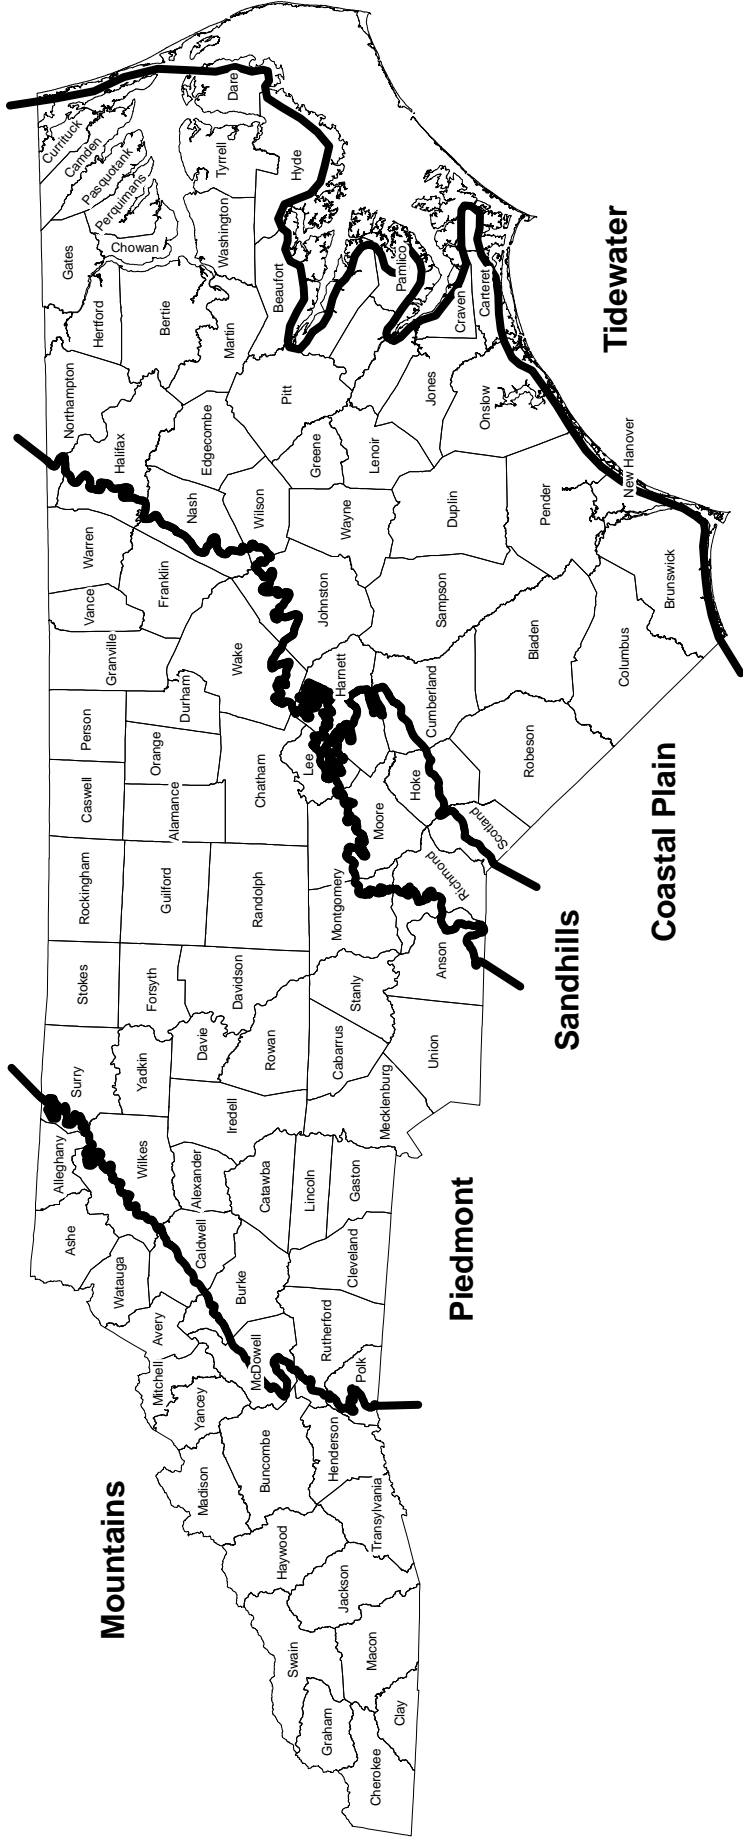 Mountains
Piedmont
Sandhills
Coastal Plain
Tidewater
Cherokee
Graham
Clay
Swain
Macon
Jackson
Haywood
Transylvania
Madison
Buncombe
Henderson
Yancey
Mitchell
Avery
McDowell
Polk
Rutherford
Watauga
Ashe
Alleghany
Wilkes
Caldwell
Burke
Cleveland
Alexander
Catawba
Lincoln
Gaston
Surry
Yadkin
Iredell
Mecklenburg
Stokes
Forsyth
Davie
Davidson
Rowan
Cabarrus
Stanly
Union
Rockingham
Guilford
Randolph
Montgomery
Anson
Richmond
Caswell
Alamance
Chatham
Moore
Scotland
Person
Orange
Durham
Lee
Hoke
Robeson
Granville
Wake
Harnett
Cumberland
Bladen
Columbus
Vance
Warren
Franklin
Johnston
Sampson
Brunswick
Northampton
Halifax
Nash
Edgecombe
Wilson
Wayne
Duplin
Pender
New Hanover
Greene
Lenoir
Pitt
Jones
Onslow
Hertford
Bertie
Martin
Beaufort
Craven
Carteret
Pamlico
Gates
Chowan
Perquimans
Pasquotank
Camden
Currituck
Washington
Tyrrell
Hyde
Dare